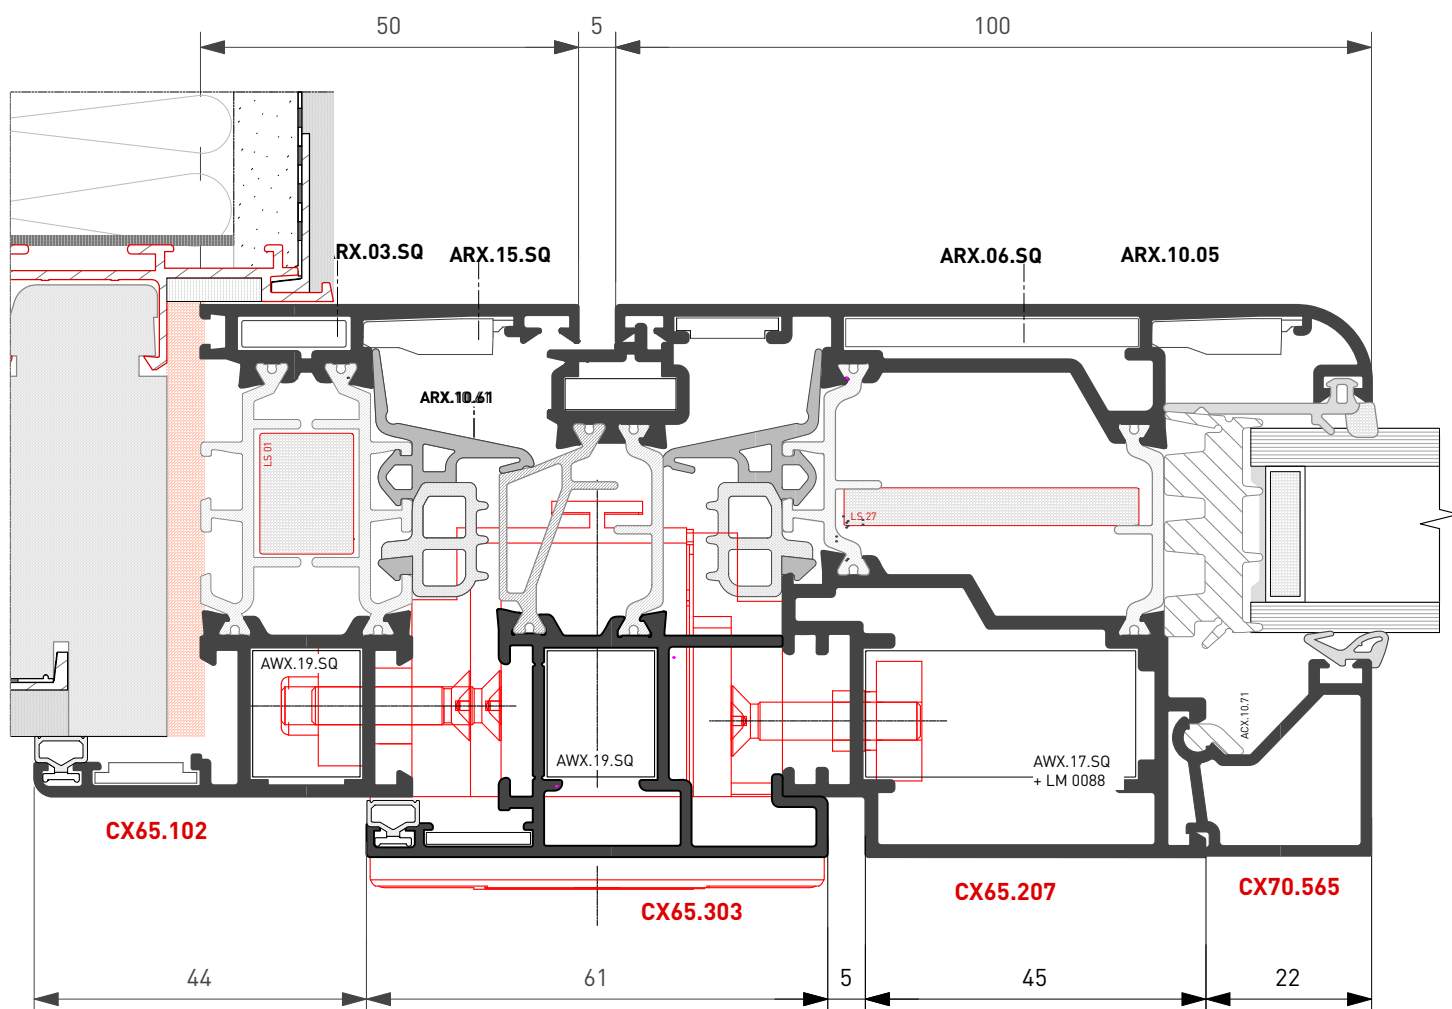 50
5
100
RX.03.SQ
ARX.15.SQ
ARX.06.SQ
ARX.10.05
ARX.10.61
LS 01
LS 27
AWX.19.SQ
AWX.19.SQ
AWX.17.SQ
+ LM 0088
ACX.10.71
CX65.102
CX65.303
CX65.207
CX70.565
44
61
5
45
22